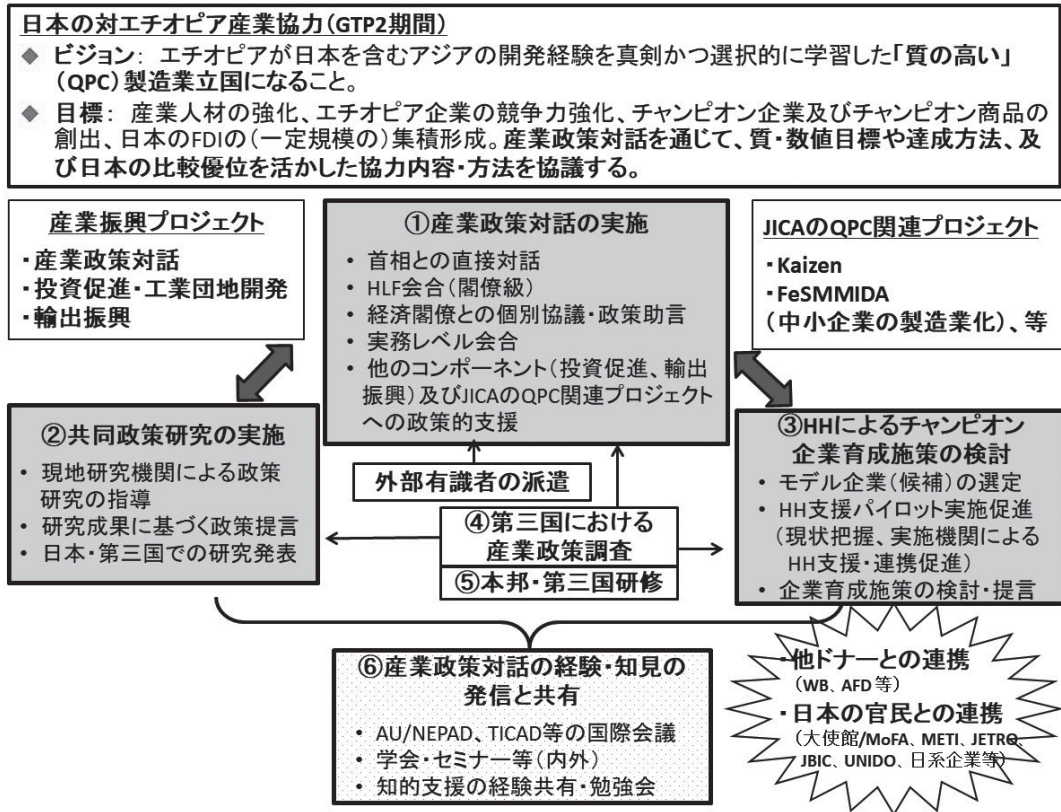 日本の対エチオピア産業協力(GTP2期間)
◆ ビジョン: エチオピアが日本を含むアジアの開発経験を真剣かつ選択的に学習した「質の高い」
(QPC)製造業立国になること。
◆ 目標: 産業人材の強化、エチオピア企業の競争力強化、チャンピオン企業及びチャンピオン商品の
創出、日本のFDIの(一定規模の)集積形成。産業政策対話を通じて、質・数値目標や達成方法、及
び日本の比較優位を活かした協力内容・方法を協議する。
産業振興プロジェクト
・産業政策対話
・投資促進・工業団地開発
・輸出振興
①産業政策対話の実施
• 首相との直接対話
• HLF会合(閣僚級)
• 経済閣僚との個別協議・政策助言
• 実務レベル会合
• 他のコンポーネント(投資促進、輸出
振興)及びJICAのQPC関連プロジェクト
への政策的支援
JICAのQPC関連プロジェクト
・Kaizen
・FeSMMIDA
(中小企業の製造業化)、等
②共同政策研究の実施
• 現地研究機関による政策
研究の指導
• 研究成果に基づく政策提言
• 日本・第三国での研究発表
外部有識者の派遣
④第三国における
産業政策調査
⑤本邦・第三国研修
③HHによるチャンピオン
企業育成施策の検討
• モデル企業(候補)の選定
• HH支援パイロット実施促進
(現状把握、実施機関による
HH支援・連携促進)
• 企業育成施策の検討・提言
⑥産業政策対話の経験・知見の
発信と共有
• AU/NEPAD、TICAD等の国際会議
• 学会・セミナー等(内外)
• 知的支援の経験共有・勉強会
・他ドナーとの連携
(WB、AFD等)
・日本の官民との連携
(大使館/MoFA、METI、JETRO、
JBIC、UNIDO、日系企業等)